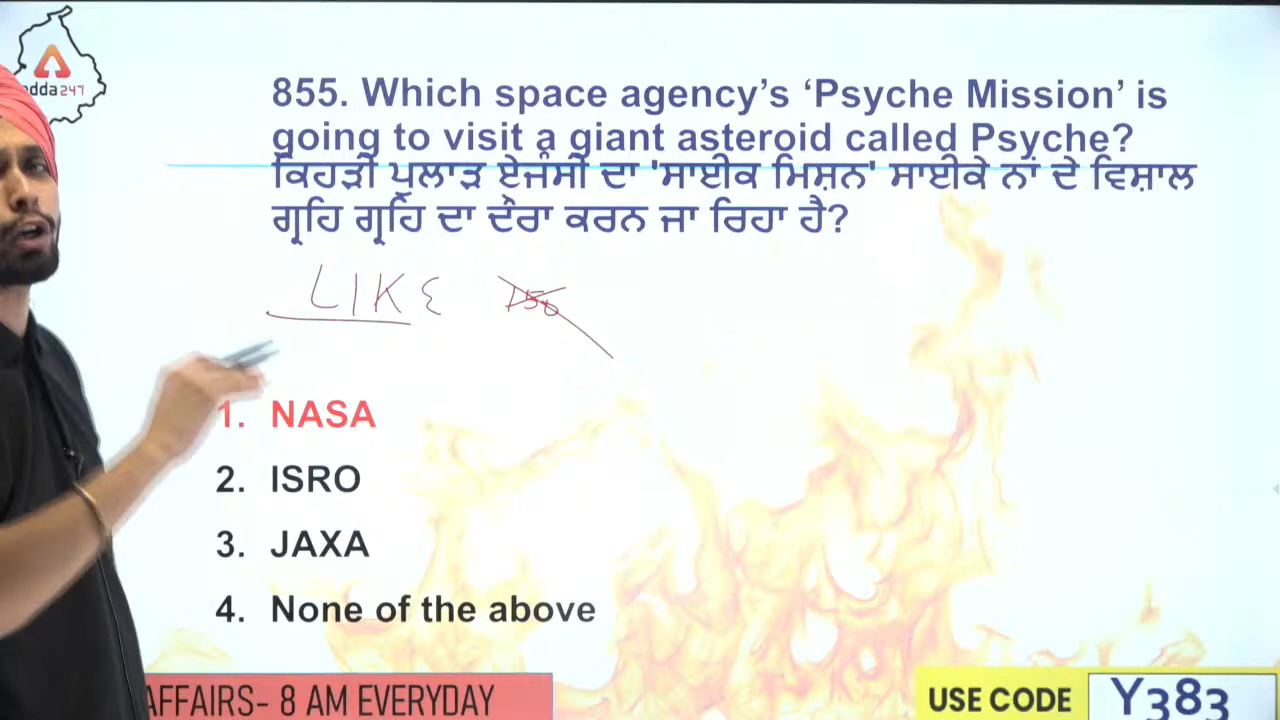 adda247
855. Which space agency's 'Psyche Mission' is
going to visit a giant asteroid called Psyche?
ਕਿਹੜੀ ਪੁਲਾੜ ਏਜੰਸੀ ਦਾ 'ਸਾਈਕ ਮਿਸ਼ਨ' ਸਾਈਕੇ ਨਾਂ ਦੇ ਵਿਸ਼ਾਲ
ਗ੍ਰਹਿ ਗ੍ਰਹਿ ਦਾ ਦੌਰਾ ਕਰਨ ਜਾ ਰਿਹਾ ਹੈ?
LIKE 150
1. NASA
2. ISRO
3. JAXA
4. None of the above
AFFAIRS- 8 AM EVERYDAY
USE CODE Y383